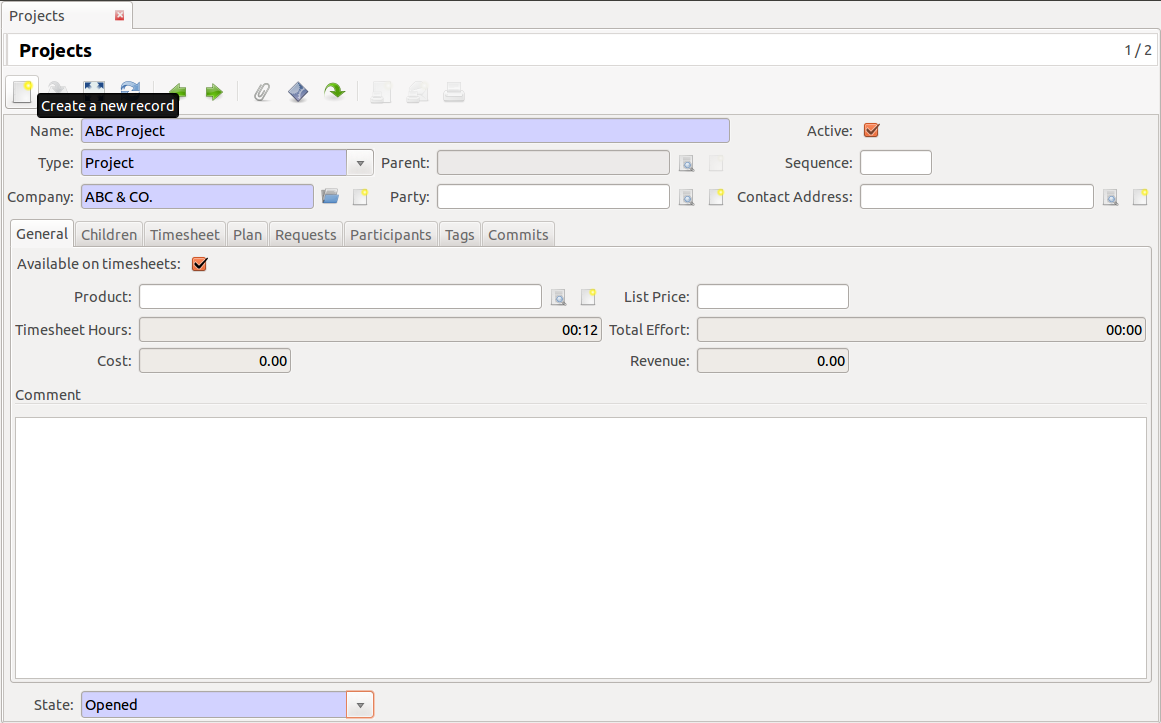 Projects
Projects 1 / 2
Create a new record
Name: ABC Project Active:
Type: Project Parent: Sequence:
Company: ABC & CO. Party: Contact Address:
General Children Timesheet Plan Requests Participants Tags Commits
Available on timesheets:
Product: List Price:
Timesheet Hours: 00:12 Total Effort: 00:00
Cost: 0.00 Revenue: 0.00
Comment
State: Opened